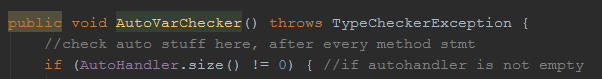 public void AutoVarChecker() throws TypeCheckerException {
//check auto stuff here, after every method stmt
if (AutoHandler.size() != 0) { //if autohandler is not empty